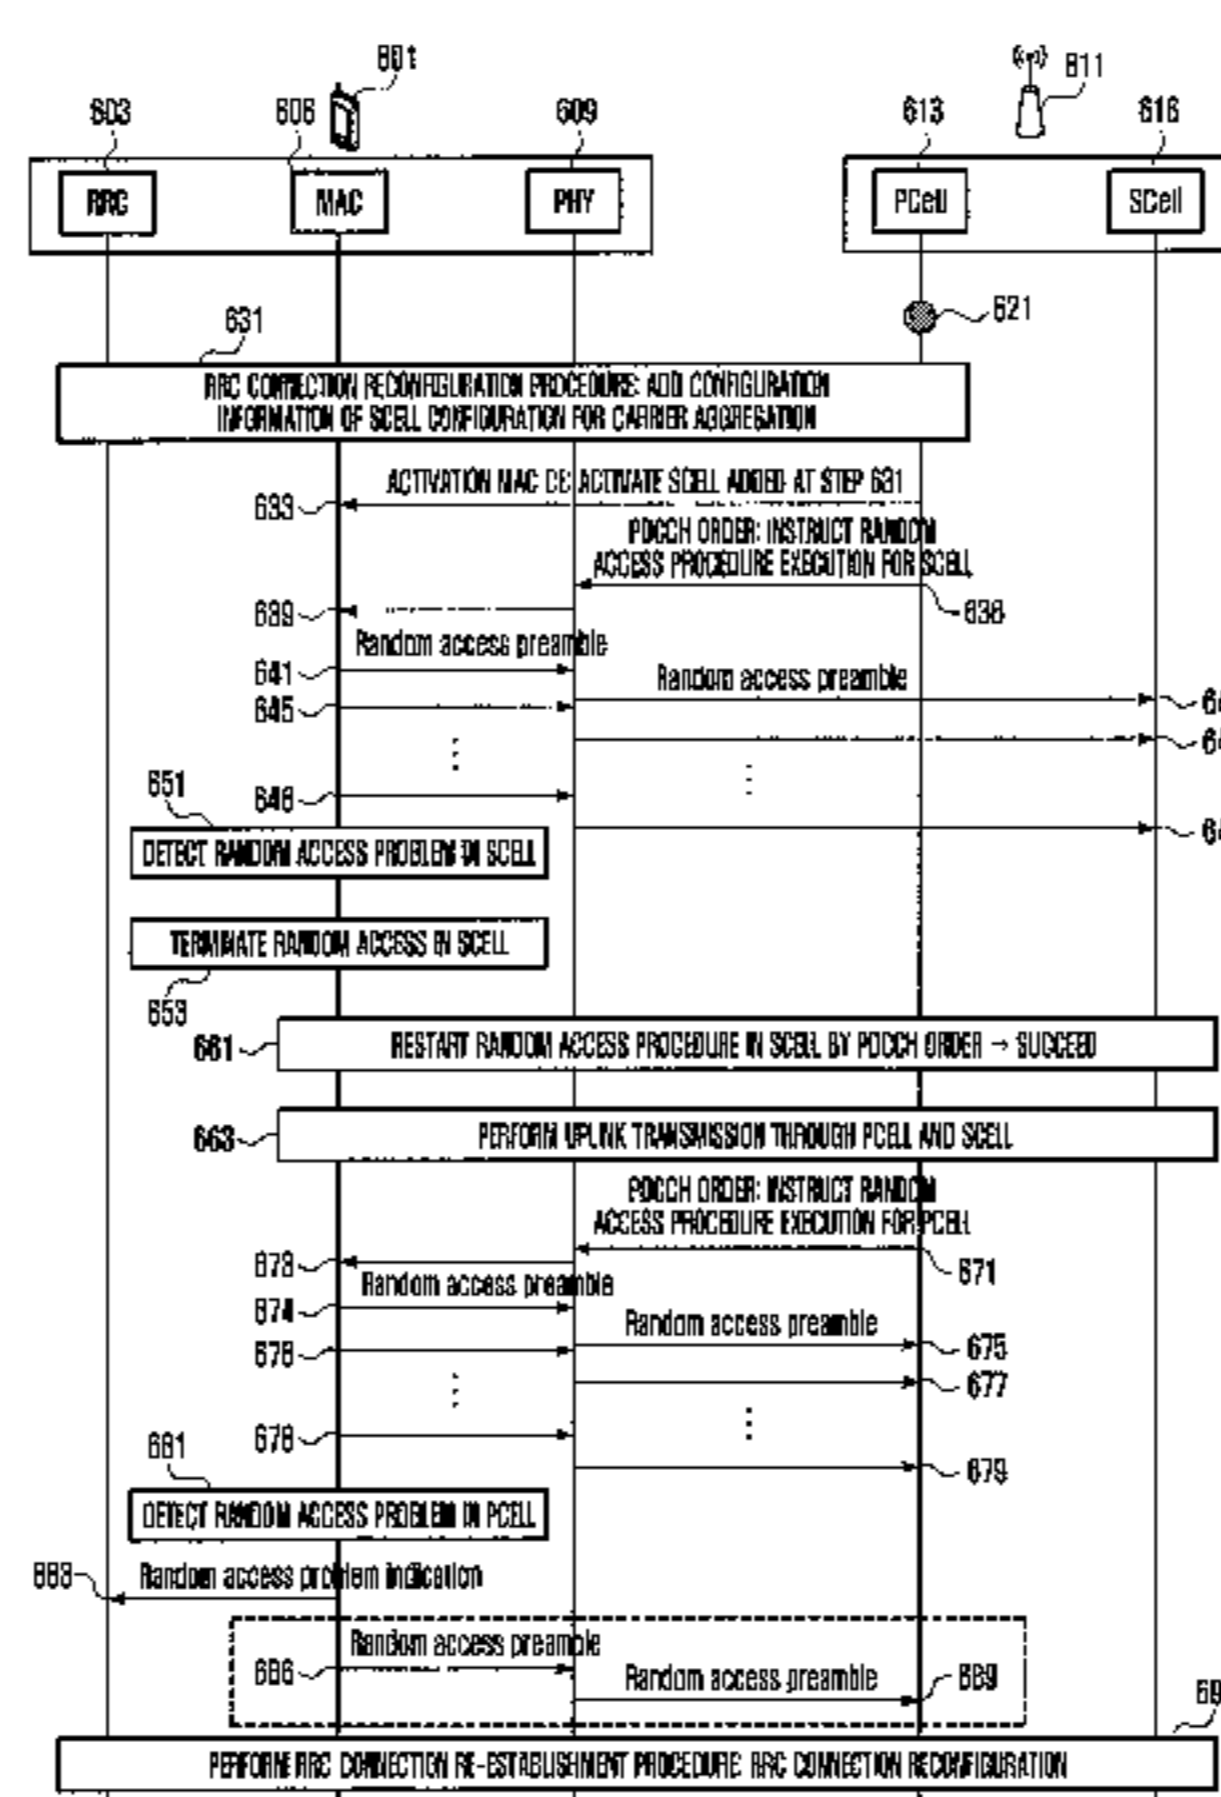 601
611
603
606
609
613
616
RRC
MAC
PHY
PCell
SCell
621
631
RRC CONNECTION RECONFIGURATION PROCEDURE: ADD CONFIGURATION
INFORMATION OF SCELL CONFIGURATION FOR CARRIER AGGREGATION
ACTIVATION MAC CE: ACTIVATE SCELL ADDED AT STEP 631
633
PDCCH ORDER: INSTRUCT RANDOM
ACCESS PROCEDURE EXECUTION FOR SCELL
636
639
Random access preamble
641
Random access preamble
645
651
646
DETECT RANDOM ACCESS PROBLEM IN SCELL
TERMINATE RANDOM ACCESS IN SCELL
653
661
RESTART RANDOM ACCESS PROCEDURE IN SCELL BY PDCCH ORDER → SUCCEED
663
PERFORM UPLINK TRANSMISSION THROUGH PCELL AND SCELL
PDCCH ORDER: INSTRUCT RANDOM
ACCESS PROCEDURE EXECUTION FOR PCELL
673
671
Random access preamble
674
Random access preamble
675
676
677
678
679
681
DETECT RANDOM ACCESS PROBLEM IN PCELL
683
Random access problem indication
Random access preamble
686
Random access preamble
689
PERFORM RRC CONNECTION RE-ESTABLISHMENT PROCEDURE: RRC CONNECTION RECONFIGURATION